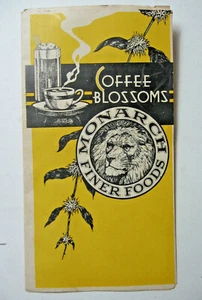 COFFEE
BLOSSOMS
MONARCH
FINER FOODS